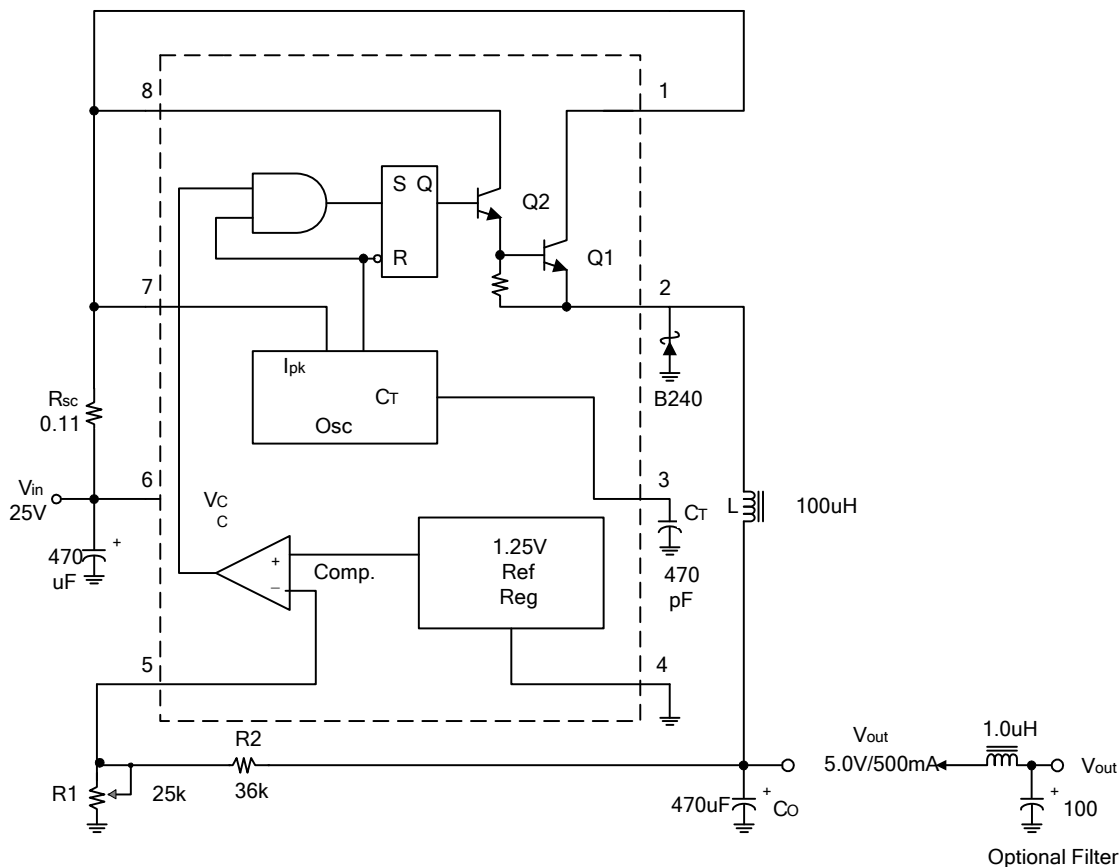 8
1
S Q
Q2
R
Q1
7
2
Ipk
CT
Osc
B240
Rsc
0.11
6
3
Vin
25V
VC
C
CT
L
100uH
470
uF
+
+
Comp.
−
1.25V
Ref
Reg
470
pF
5
4
R2
36k
R1
25k
Vout
5.0V/500mA
1.0uH
Vout
470uF
+
CO
+
100
Optional Filter